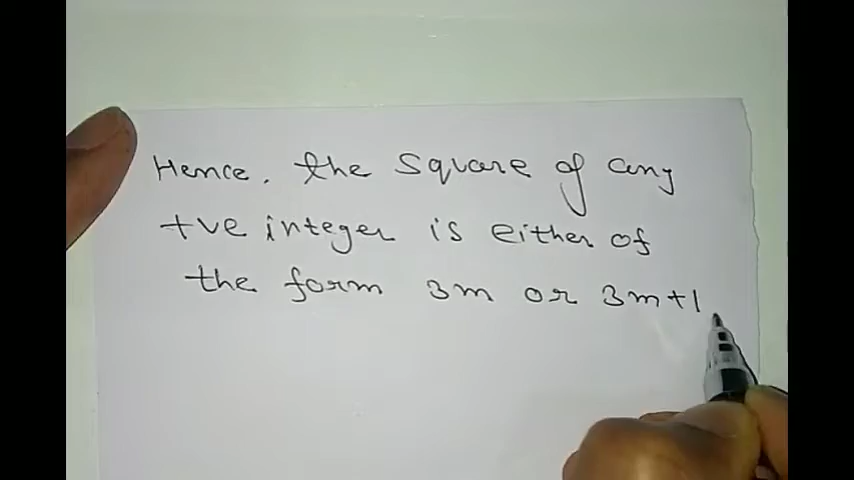 Hence, the square of any
+ve integer is either of
the form 3m or 3m+1